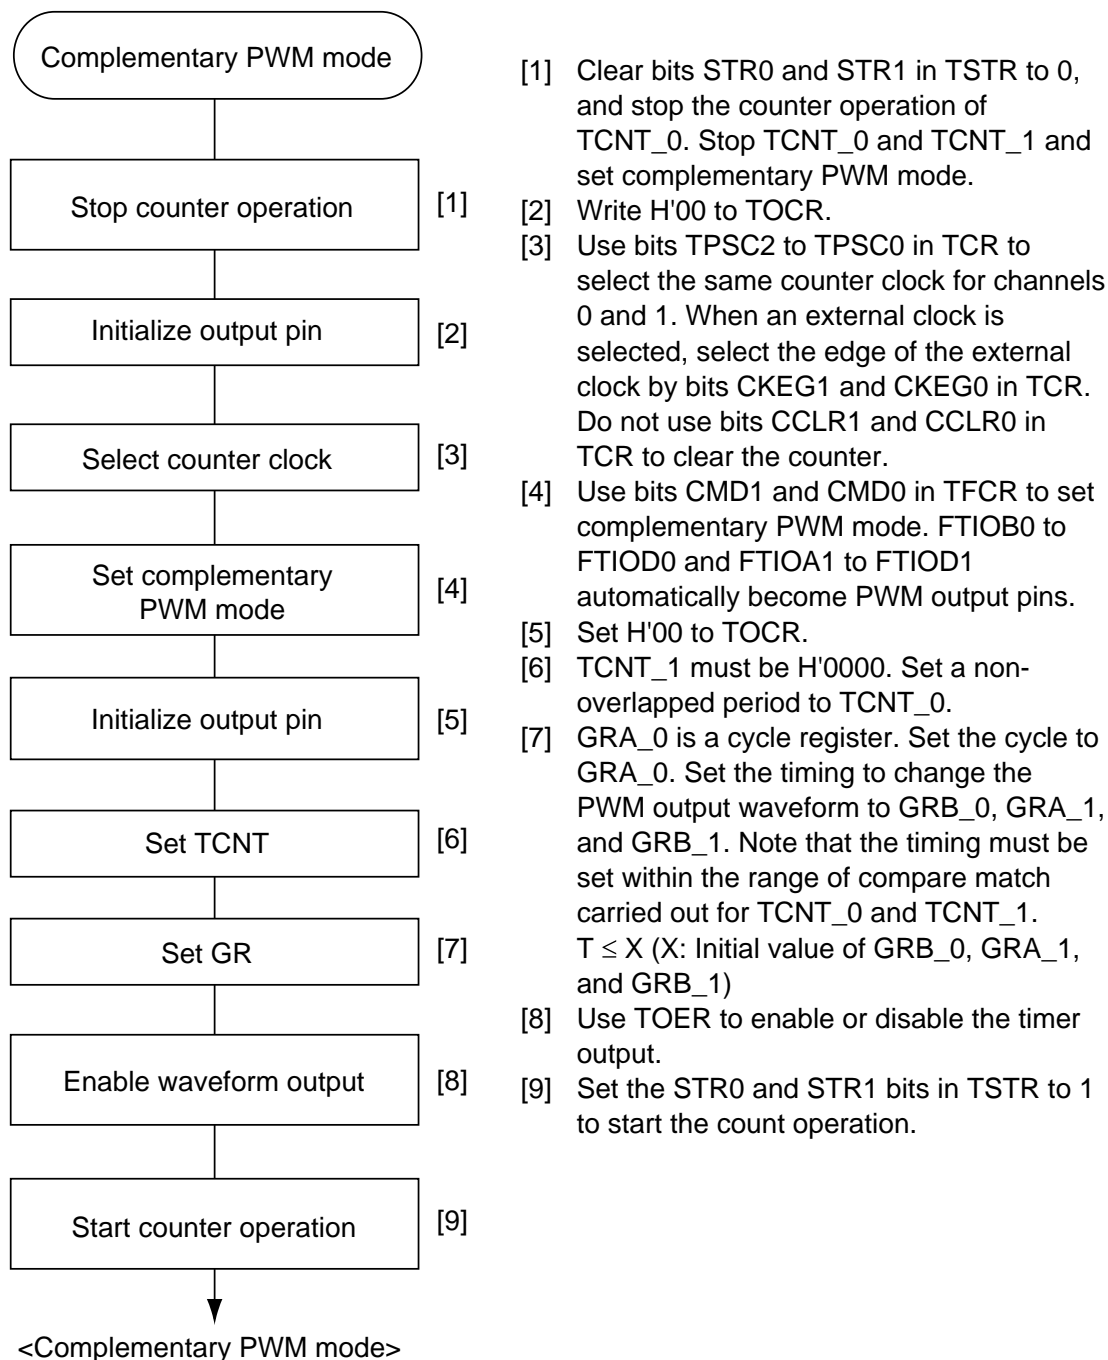 Complementary PWM mode
Stop counter operation
[1]
Initialize output pin
[2]
Select counter clock
[3]
Set complementary
PWM mode
[4]
Initialize output pin
[5]
Set TCNT
[6]
Set GR
[7]
Enable waveform output
[8]
Start counter operation
[9]
<Complementary PWM mode>
[1] Clear bits STR0 and STR1 in TSTR to 0,
and stop the counter operation of
TCNT_0. Stop TCNT_0 and TCNT_1 and
set complementary PWM mode.
[2] Write H'00 to TOCR.
[3] Use bits TPSC2 to TPSC0 in TCR to
select the same counter clock for channels
0 and 1. When an external clock is
selected, select the edge of the external
clock by bits CKEG1 and CKEG0 in TCR.
Do not use bits CCLR1 and CCLR0 in
TCR to clear the counter.
[4] Use bits CMD1 and CMD0 in TFCR to set
complementary PWM mode. FTIOB0 to
FTIOD0 and FTIOA1 to FTIOD1
automatically become PWM output pins.
[5] Set H'00 to TOCR.
[6] TCNT_1 must be H'0000. Set a non-
overlapped period to TCNT_0.
[7] GRA_0 is a cycle register. Set the cycle to
GRA_0. Set the timing to change the
PWM output waveform to GRB_0, GRA_1,
and GRB_1. Note that the timing must be
set within the range of compare match
carried out for TCNT_0 and TCNT_1.
T ≤ X (X: Initial value of GRB_0, GRA_1,
and GRB_1)
[8] Use TOER to enable or disable the timer
output.
[9] Set the STR0 and STR1 bits in TSTR to 1
to start the count operation.